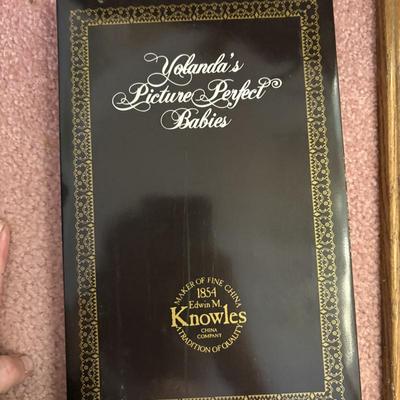 Yolanda's
Picture Perfect
Babies
MAKER OF FINE CHINA
1854
Edwin M.
Knowles
CHINA
COMPANY
TRADITION OF QUALITY